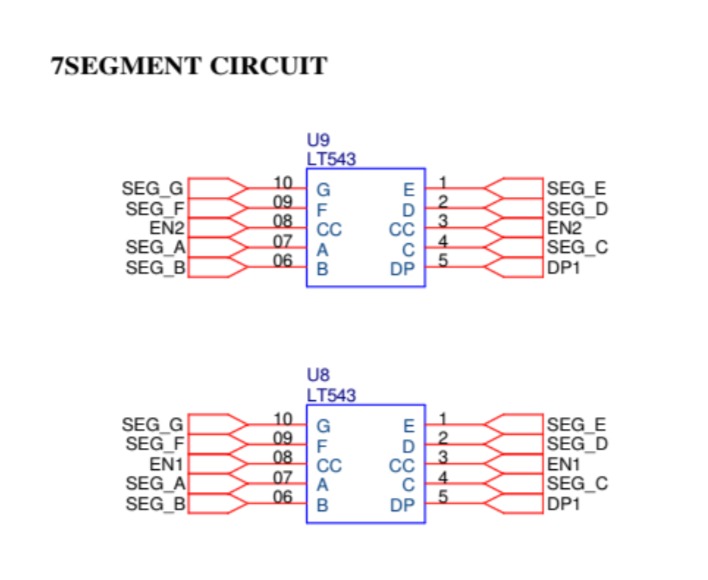 7SEGMENT CIRCUIT
U9
LT543
SEG_G 10 G E 1 SEG_E
SEG_F 09 F D 2 SEG_D
EN2 08 CC CC 3 EN2
SEG_A 07 A C 4 SEG_C
SEG_B 06 B DP 5 DP1
U8
LT543
SEG_G 10 G E 1 SEG_E
SEG_F 09 F D 2 SEG_D
EN1 08 CC CC 3 EN1
SEG_A 07 A C 4 SEG_C
SEG_B 06 B DP 5 DP1